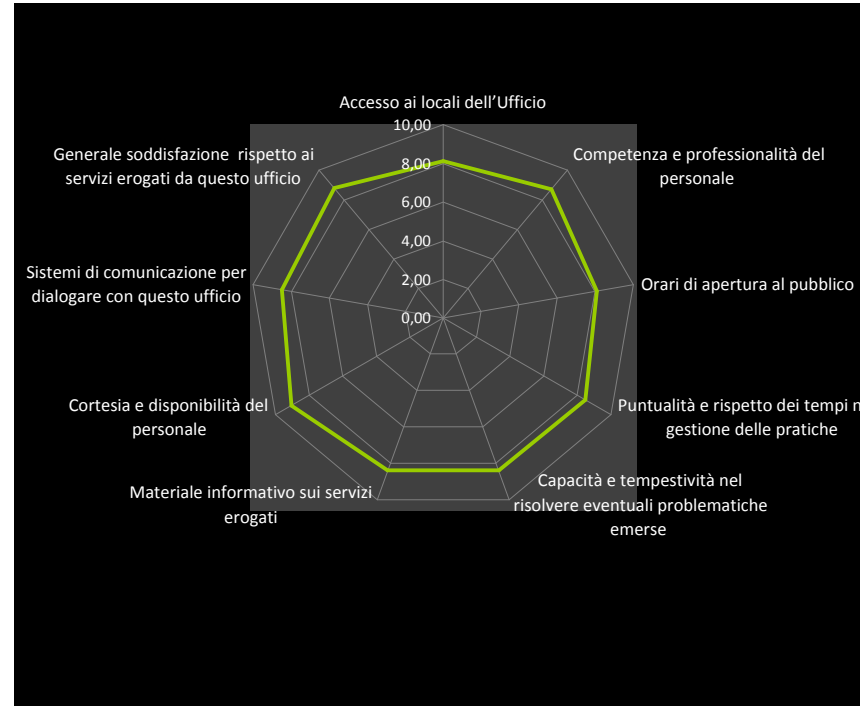 Accesso ai locali dell’Ufficio
10,00
8,00
6,00
4,00
2,00
0,00
Competenza e professionalità del
personale
Orari di apertura al pubblico
Puntualità e rispetto dei tempi
gestione delle pratiche
Capacità e tempestività nel
risolvere eventuali problematiche
emerse
Materiale informativo sui servizi
erogati
Cortesia e disponibilità del
personale
Sistemi di comunicazione per
dialogare con questo ufficio
Generale soddisfazione rispetto ai
servizi erogati da questo ufficio